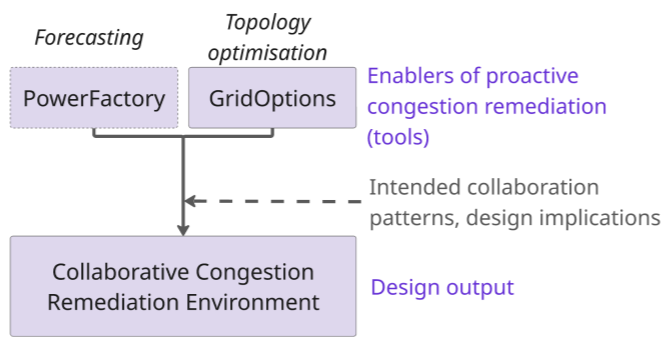 Forecasting
Topology
optimisation
PowerFactory
GridOptions
Enablers of proactive
congestion remediation
(tools)
Intended collaboration
patterns, design implications
Collaborative Congestion
Remediation Environment
Design output